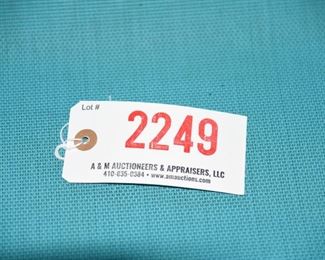 Lot #
2249
A & M AUCTIONEERS & APPRAISERS, LLC
410-835-0384 • www.amauctions.com